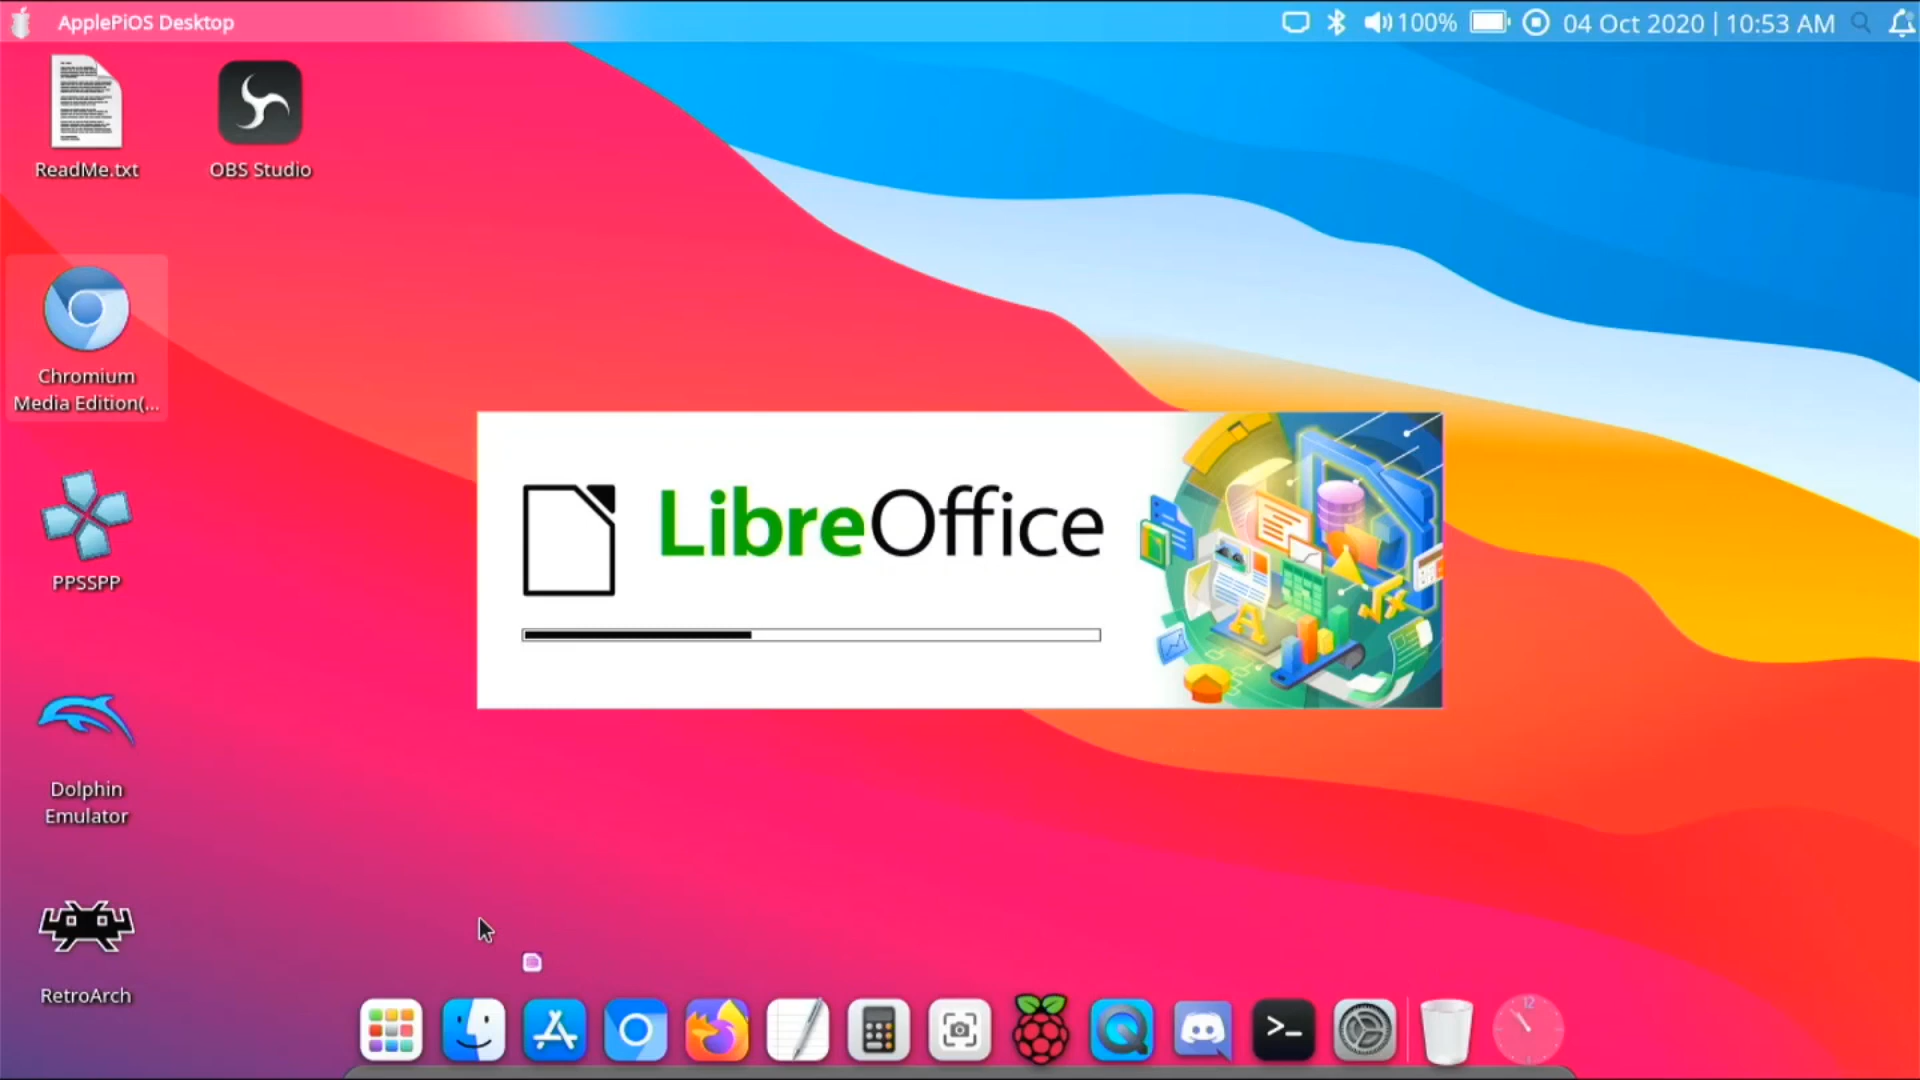 ApplePiOS Desktop
100%
04 Oct 2020 | 10:53 AM
ReadMe.txt
OBS Studio
Chromium
Media Edition(...
LibreOffice
PPSSPP
Dolphin
Emulator
RetroArch
12